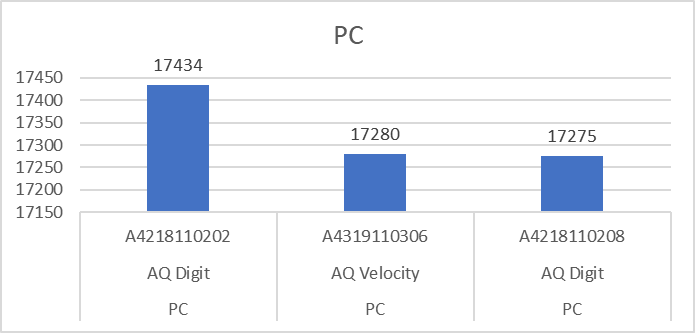 PC
17434
17280
17275
17450
17400
17350
17300
17250
17200
17150
A4218110202 A4319110306 A4218110208
AQ Digit AQ Velocity AQ Digit
PC PC PC